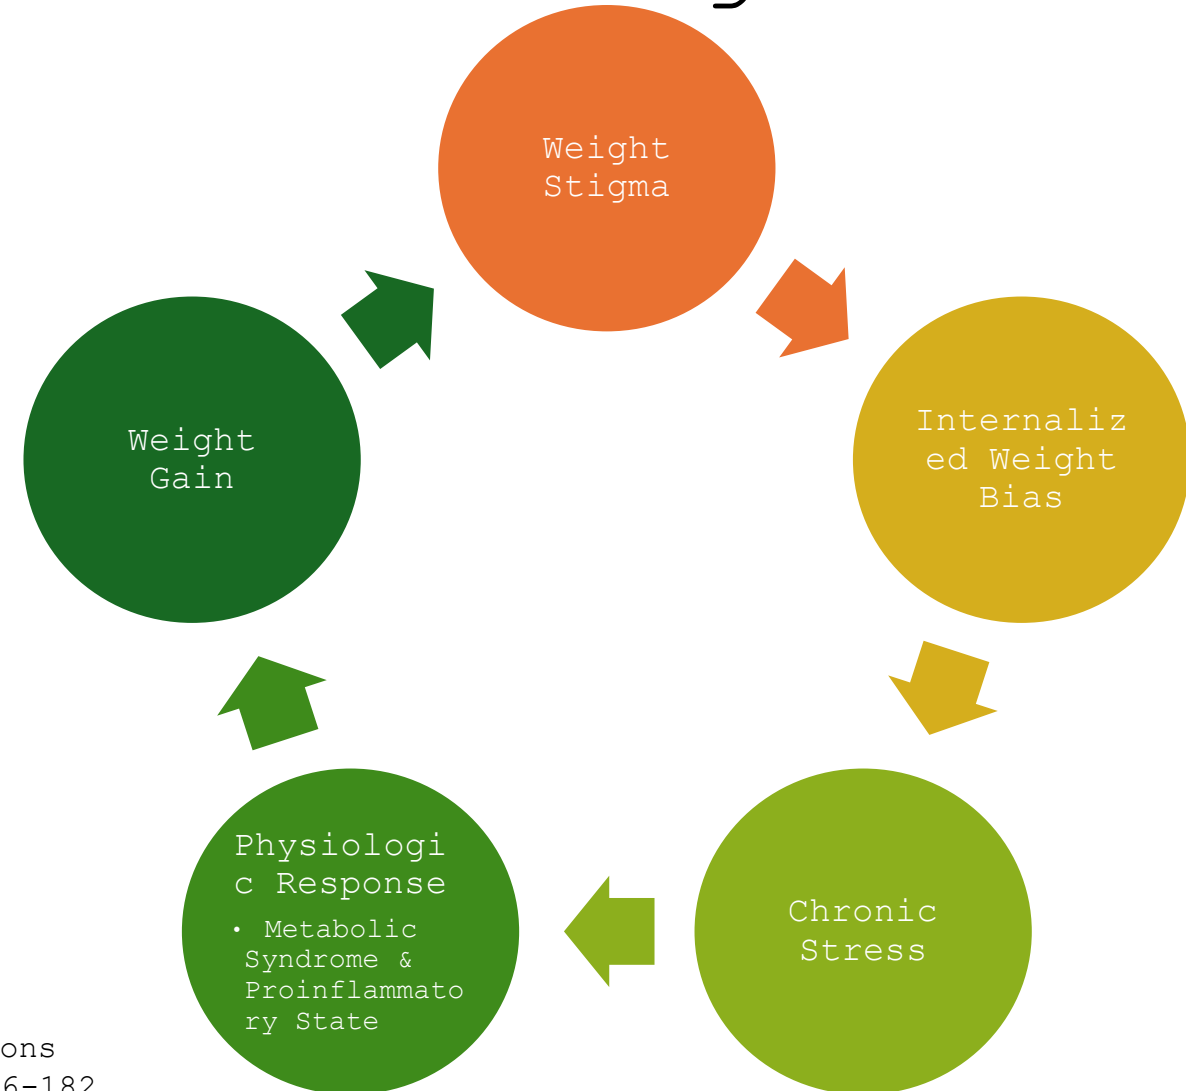 Weight
Stigma
Internaliz
ed Weight
Bias
Chronic
Stress
Physiologi
c Response
• Metabolic
Syndrome &
Proinflammato
ry State
Weight
Gain
ons
6-182